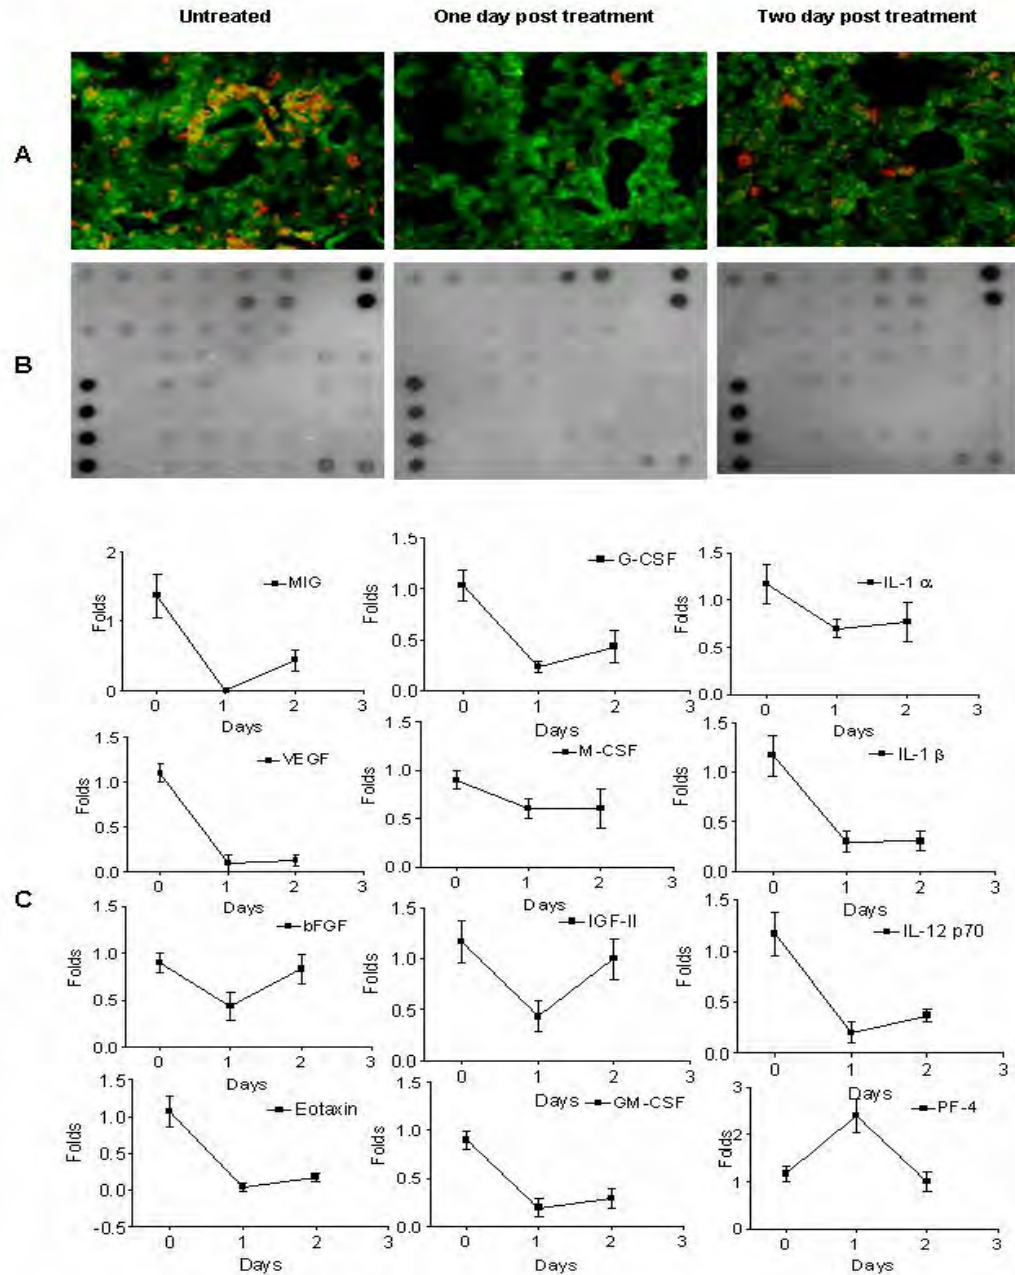 Untreated One day post treatment Two day post treatment
A
B
C
2
1
0
Folds
MIG
0 1 2 3
Days
1.5
1.0
0.5
0.0
Folds
G-CSF
0 1 2 3
Days
1.5
1.0
0.5
0.0
Folds
IL-1 α
0 1 2 3
Days
1.5
1.0
0.5
0.0
Folds
VEGF
0 1 2 3
Days
1.5
1.0
0.5
0.0
Folds
M-CSF
0 1 2 3
Days
1.5
1.0
0.5
0.0
Folds
IL-1 β
0 1 2 3
Days
1.5
1.0
0.5
0.0
Folds
bFGF
0 1 2 3
Days
1.5
1.0
0.5
0.0
Folds
IGF-II
0 1 2 3
Days
1.5
1.0
0.5
0.0
Folds
IL-12 p70
0 1 2 3
Days
1.5
1.0
0.5
0.0
-0.5
Folds
Eotaxin
0 1 2 3
Days
1.5
1.0
0.5
0.0
Folds
GM-CSF
0 1 2 3
Days
3
2
1
0
Folds
PF-4
0 1 2 3
Days